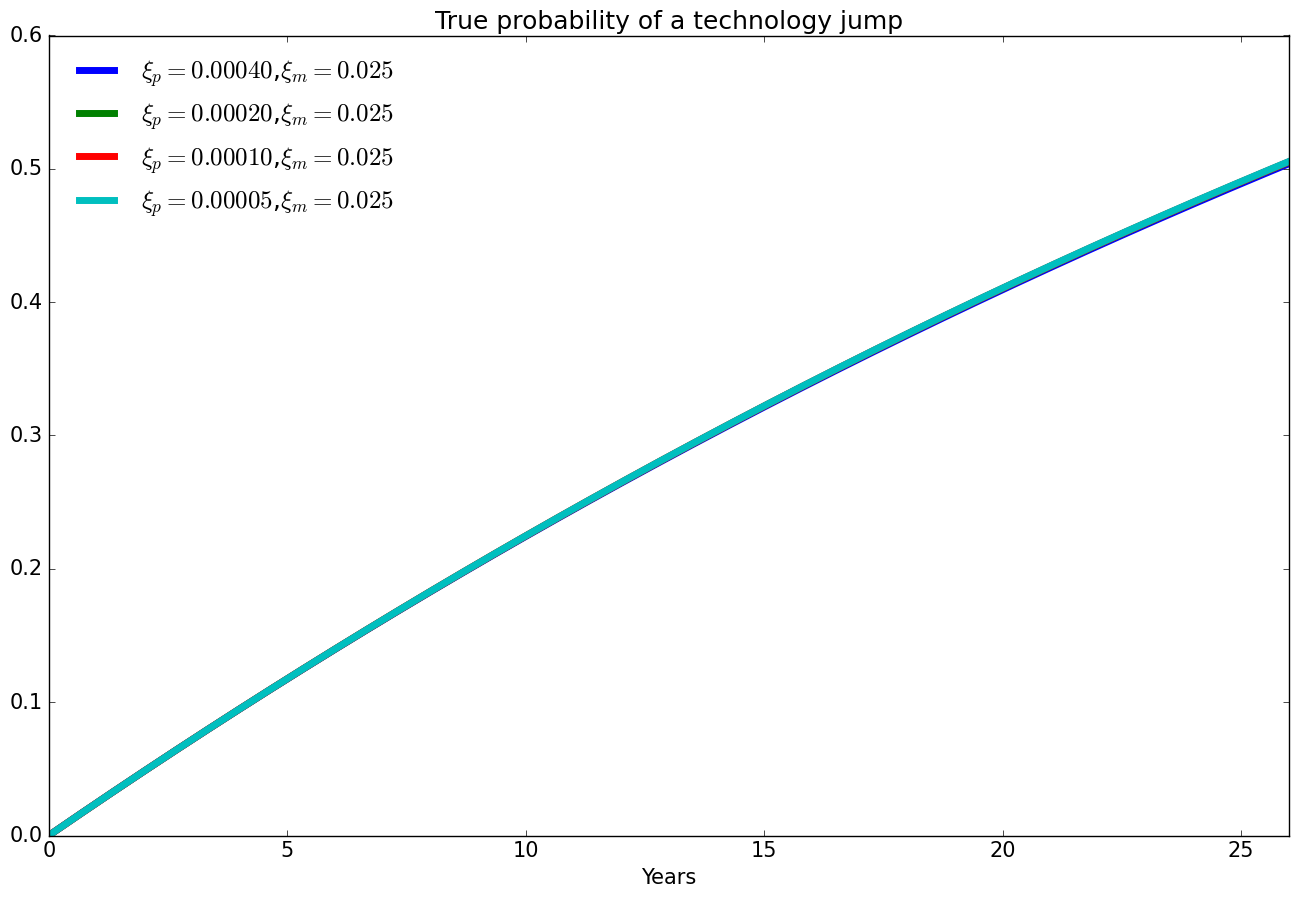 True probability of a technology jump
0.6
0.5
0.4
0.3
0.2
0.1
0.0
ξₚ = 0.00040,ξₘ = 0.025
ξₚ = 0.00020,ξₘ = 0.025
ξₚ = 0.00010,ξₘ = 0.025
ξₚ = 0.00005,ξₘ = 0.025
0 5 10 15 20 25
Years